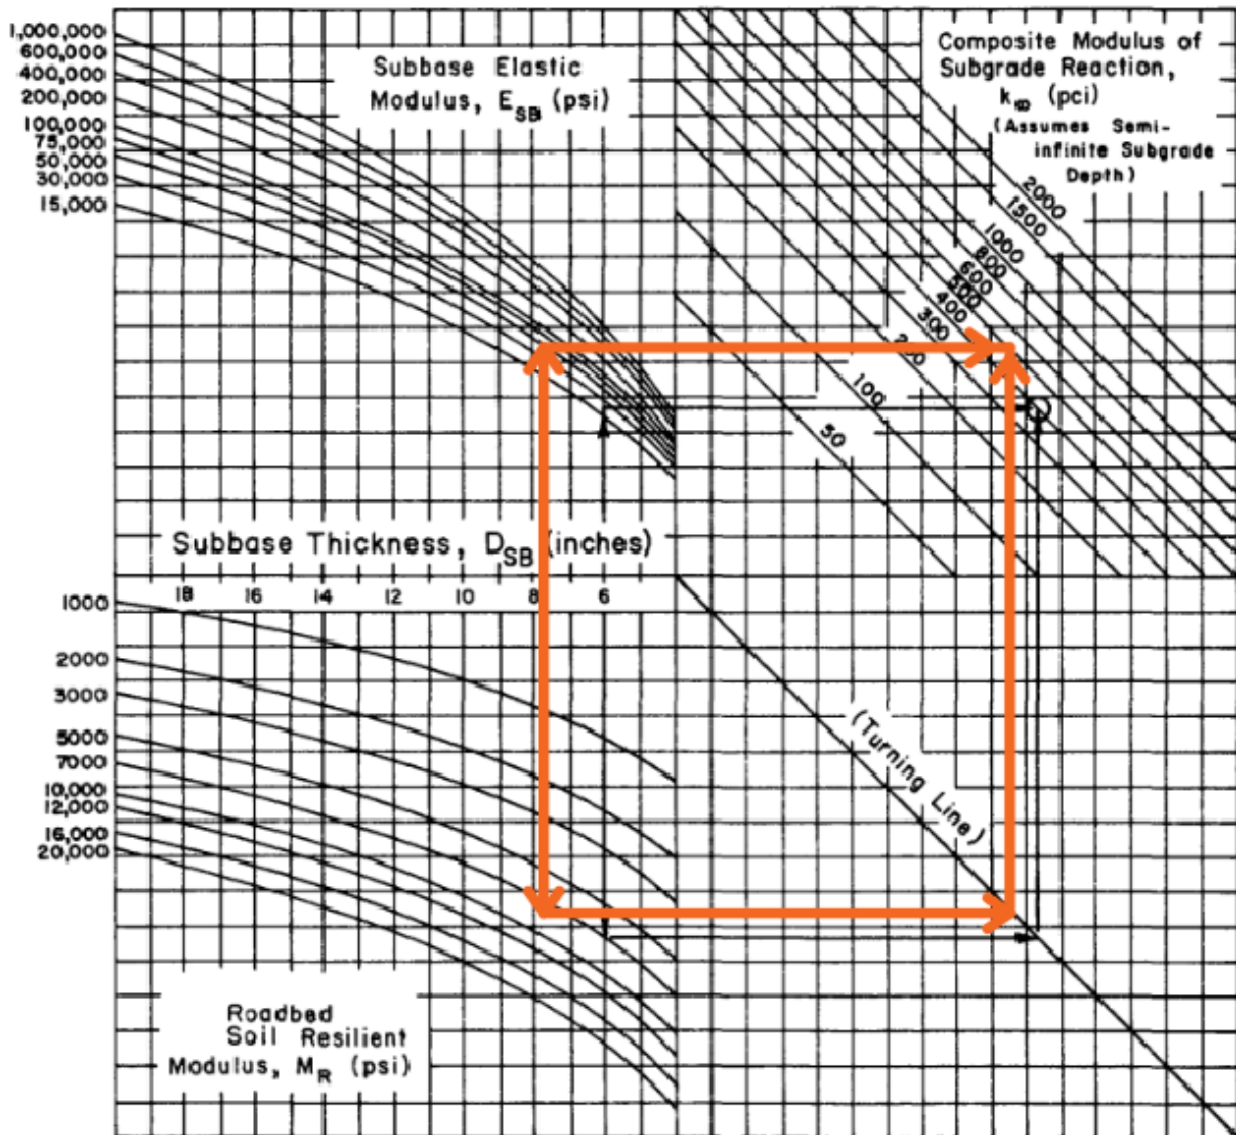 1,000,000
600,000
400,000
200,000
100,000
75,000
50,000
30,000
15,000
Subbase Elastic
Modulus, E_SB (psi)
Composite Modulus of
Subgrade Reaction,
k∞ (pci)
(Assumes Semi-
infinite Subgrade
Depth)
2000
1500
1000
800
600
500
400
300
200
100
50
Subbase Thickness, D_SB (inches)
18 16 14 12 10 8 6
1000
2000
3000
5000
7000
10,000
12,000
16,000
20,000
(Turning Line)
Roadbed
Soil Resilient
Modulus, M_R (psi)